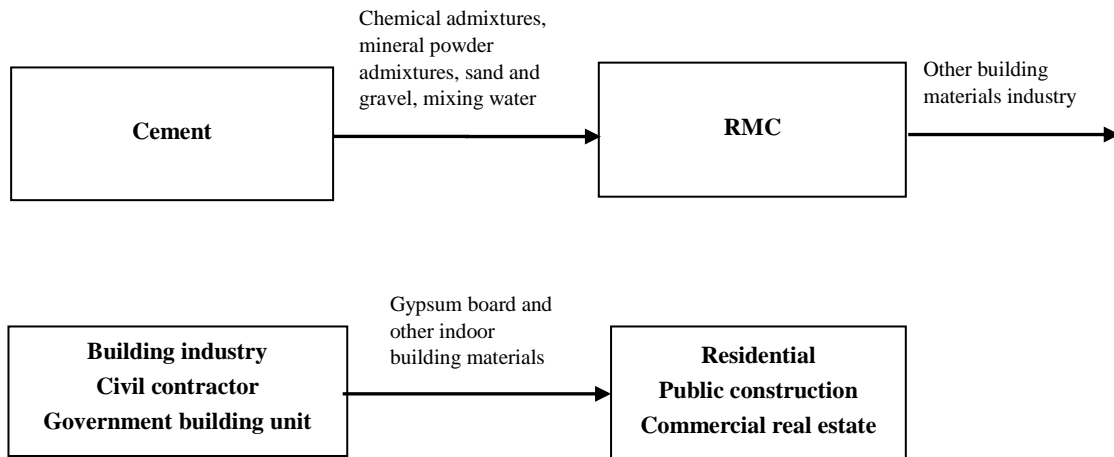 Chemical admixtures,
mineral powder
admixtures, sand and
gravel, mixing water
Cement
RMC
Other building
materials industry
Building industry
Civil contractor
Government building unit
Gypsum board and
other indoor
building materials
Residential
Public construction
Commercial real estate